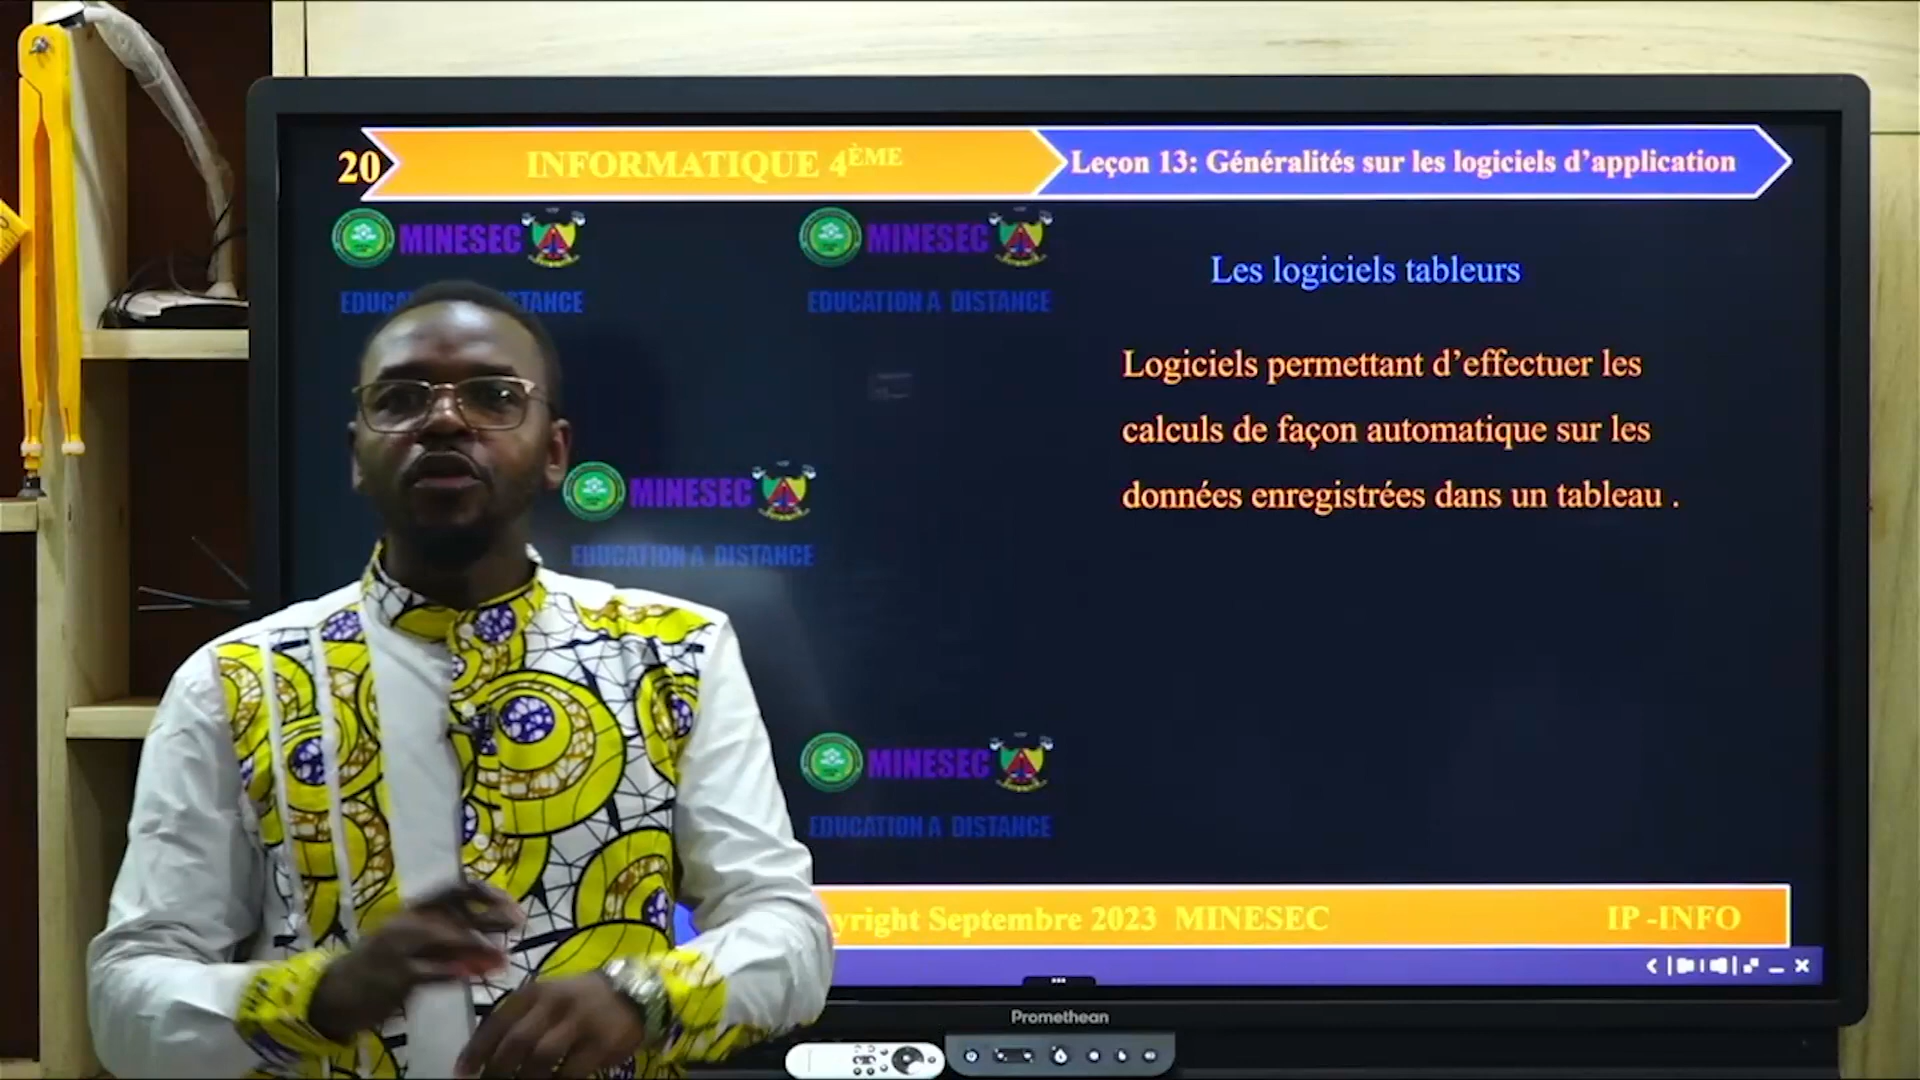 20
INFORMATIQUE 4ÈME
Leçon 13: Généralités sur les logiciels d’application
MINESEC
MINESEC
EDUCATION A DISTANCE
Les logiciels tableurs
Logiciels permettant d’effectuer les
calculs de façon automatique sur les
données enregistrées dans un tableau .
MINESEC
EDUCATION A DISTANCE
MINESEC
EDUCATION A DISTANCE
Septembre 2023 MINESEC
IP -INFO
Promethean